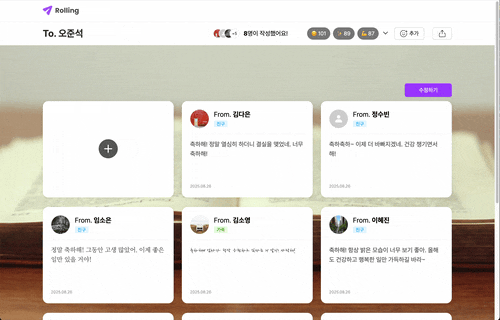 Rolling
To. 오준석
+5
8명이 작성했어요!
101
89
87
추가
수정하기
From. 김다은
친구
축하해! 정말 열심히 하더니 결실을 맺었네, 너무
축하해!
2025.08.26
From. 정수빈
친구
축하축하~ 이제 더 바빠지겠네, 건강 챙기면서
해!
2025.08.26
From. 임소은
친구
정말 축하해! 그동안 고생 많았어, 이제 좋은
일만 있을 거야!
2025.08.26
From. 김소영
가족
2025.08.26
From. 이혜진
친구
축하해! 항상 밝은 모습이 너무 보기 좋아. 올해
도 건강하고 행복한 일만 가득하길 바라~
2025.08.26